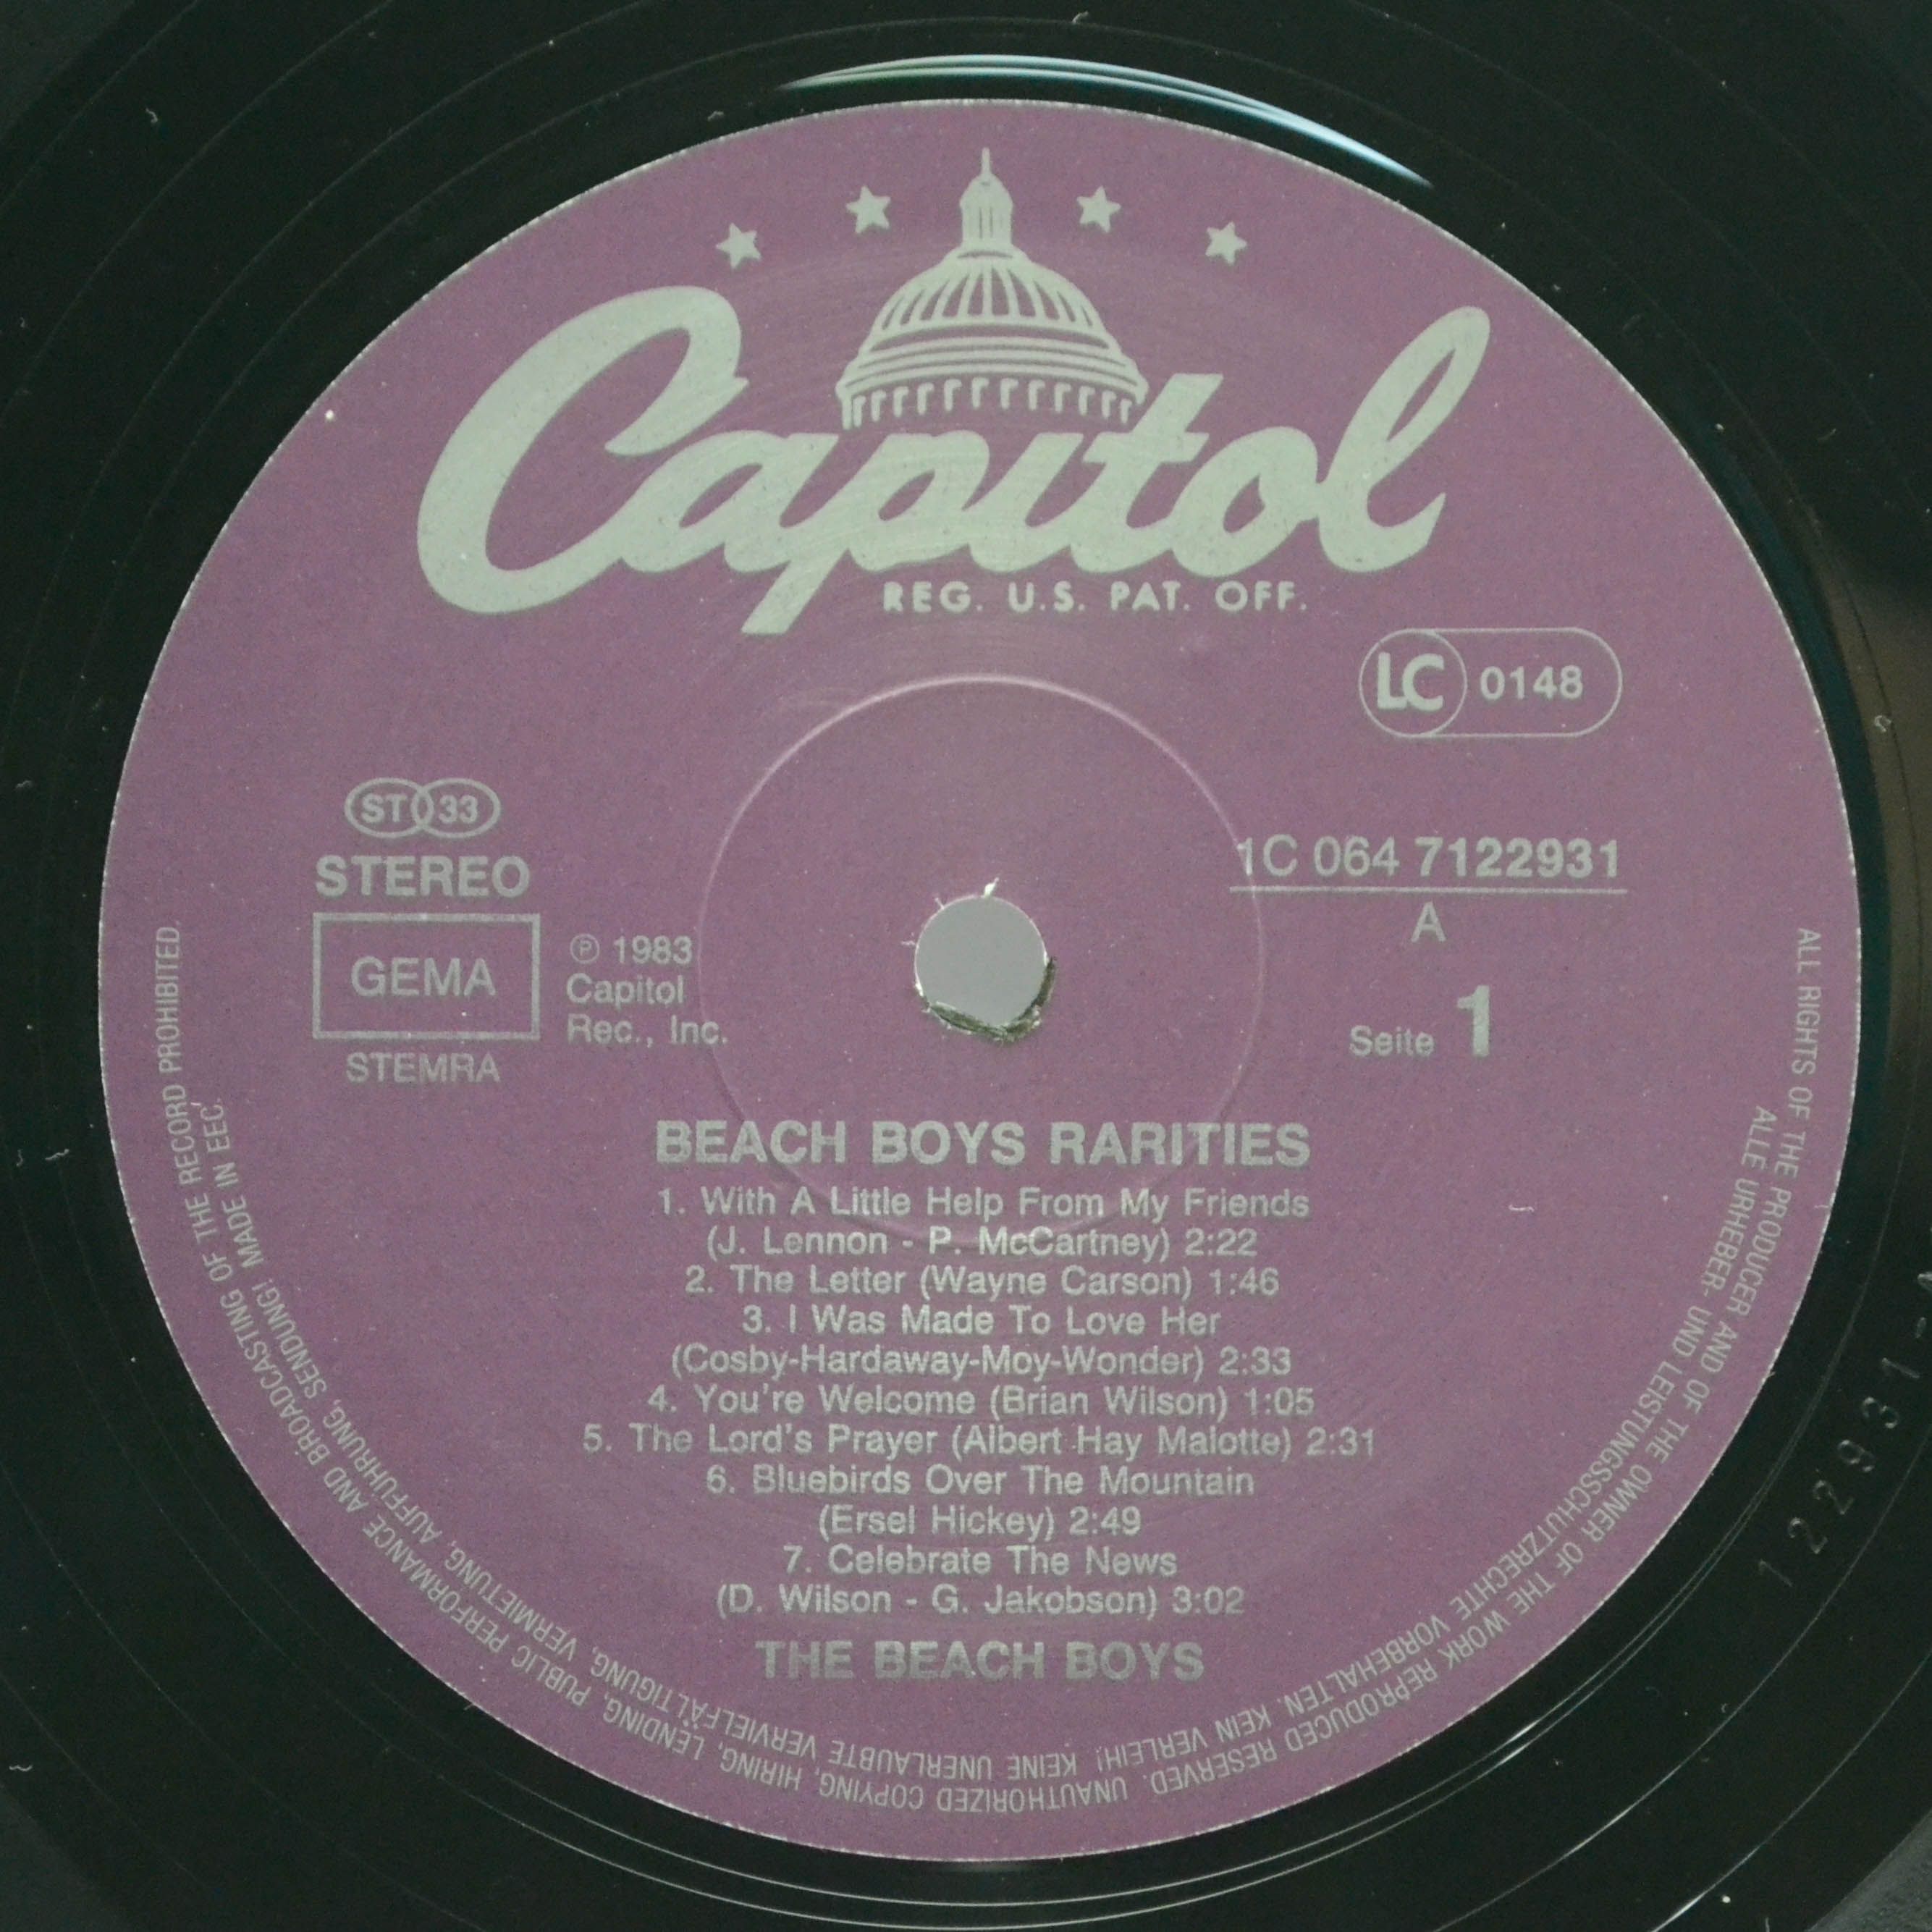 Capitol
REG. U.S. PAT. OFF.
LC 0148
ST 33
STEREO
GEMA
STEMRA
℗ 1983
Capitol
Rec., Inc.
1C 064 7122931
A
Seite 1
BEACH BOYS RARITIES
1. With A Little Help From My Friends
(J. Lennon - P. McCartney) 2:22
2. The Letter (Wayne Carson) 1:46
3. I Was Made To Love Her
(Cosby-Hardaway-Moy-Wonder) 2:33
4. You're Welcome (Brian Wilson) 1:05
5. The Lord's Prayer (Albert Hay Malotte) 2:31
6. Bluebirds Over The Mountain
(Ersel Hickey) 2:49
7. Celebrate The News
(D. Wilson - G. Jakobson) 3:02
THE BEACH BOYS
ALL RIGHTS OF THE PRODUCER AND OF THE OWNER OF THE WORK REPRODUCED RESERVED. UNAUTHORIZED COPYING, HIRING, LENDING, PUBLIC PERFORMANCE AND BROADCASTING OF THE RECORD PROHIBITED.
ALLE URHEBER- UND LEISTUNGSSCHUTZRECHTE VORBEHALTEN. KEIN VERLEIH! KEINE UNERLAUBTE VERVIELFÄLTIGUNG, VERMIETUNG, AUFFÜHRUNG, SENDUNG! MADE IN EEC.
122931-